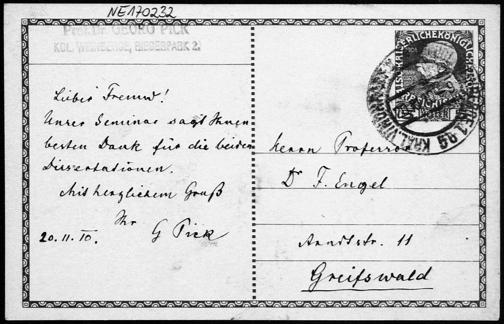 NE170232
Prof. Dr. GEORG PICK
KGL. WEINBERGE, RIEGERPARK 2.
Lieber Freund!
Unser Seminar sagt Ihnen
besten Dank für die beiden
Dissertationen.
Mit herzlichem Gruß
Ihr
G Pick
20.11.10.
Herrn Professor
Dr F. Engel
Arndtstr. 11
Greifswald